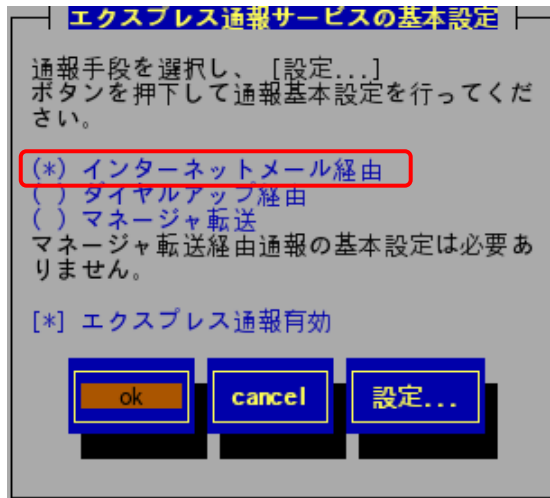 エクスプレス通報サービスの基本設定
通報手段を選択し、 [設定...]
ボタンを押下して通報基本設定を行ってくだ
さい。
(*) インターネットメール経由
( ) ダイヤルアップ経由
( ) マネージャ転送
マネージャ転送経由通報の基本設定は必要あ
りません。
[*] エクスプレス通報有効
ok cancel 設定...